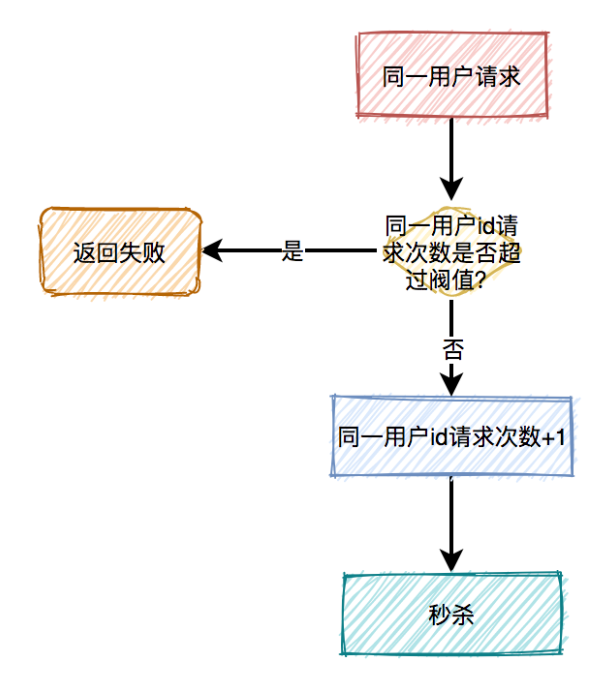 同一用户请求
同一用户id请
求次数是否超
过阀值?
是
返回失败
否
同一用户id请求次数+1
秒杀